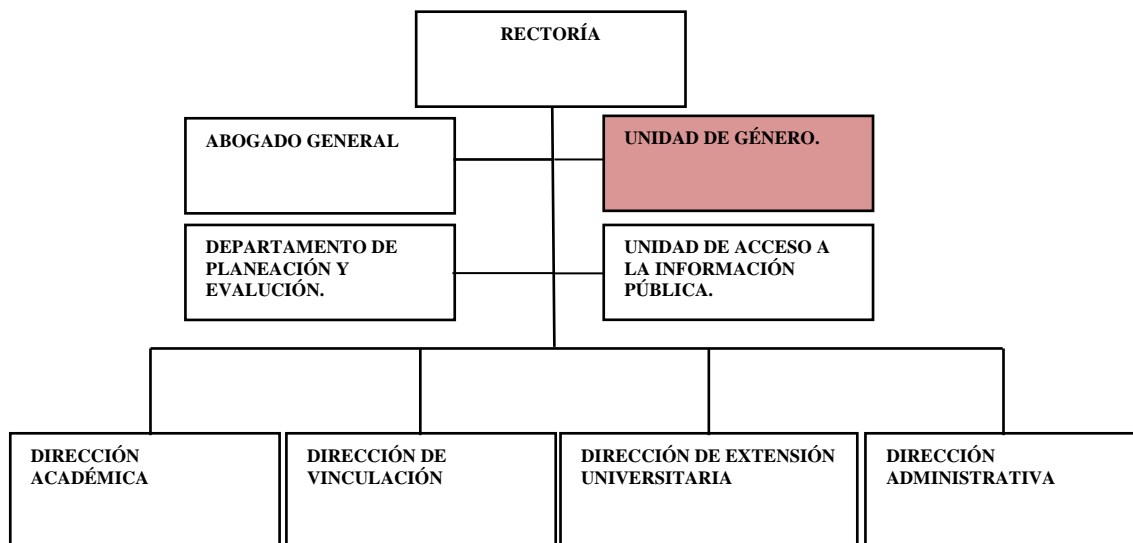 RECTORÍA
ABOGADO GENERAL
UNIDAD DE GÉNERO.
DEPARTAMENTO DE
PLANEACIÓN Y
EVALUCIÓN.
UNIDAD DE ACCESO A
LA INFORMACIÓN
PÚBLICA.
DIRECCIÓN
ACADÉMICA
DIRECCIÓN DE
VINCULACIÓN
DIRECCIÓN DE EXTENSIÓN
UNIVERSITARIA
DIRECCIÓN
ADMINISTRATIVA